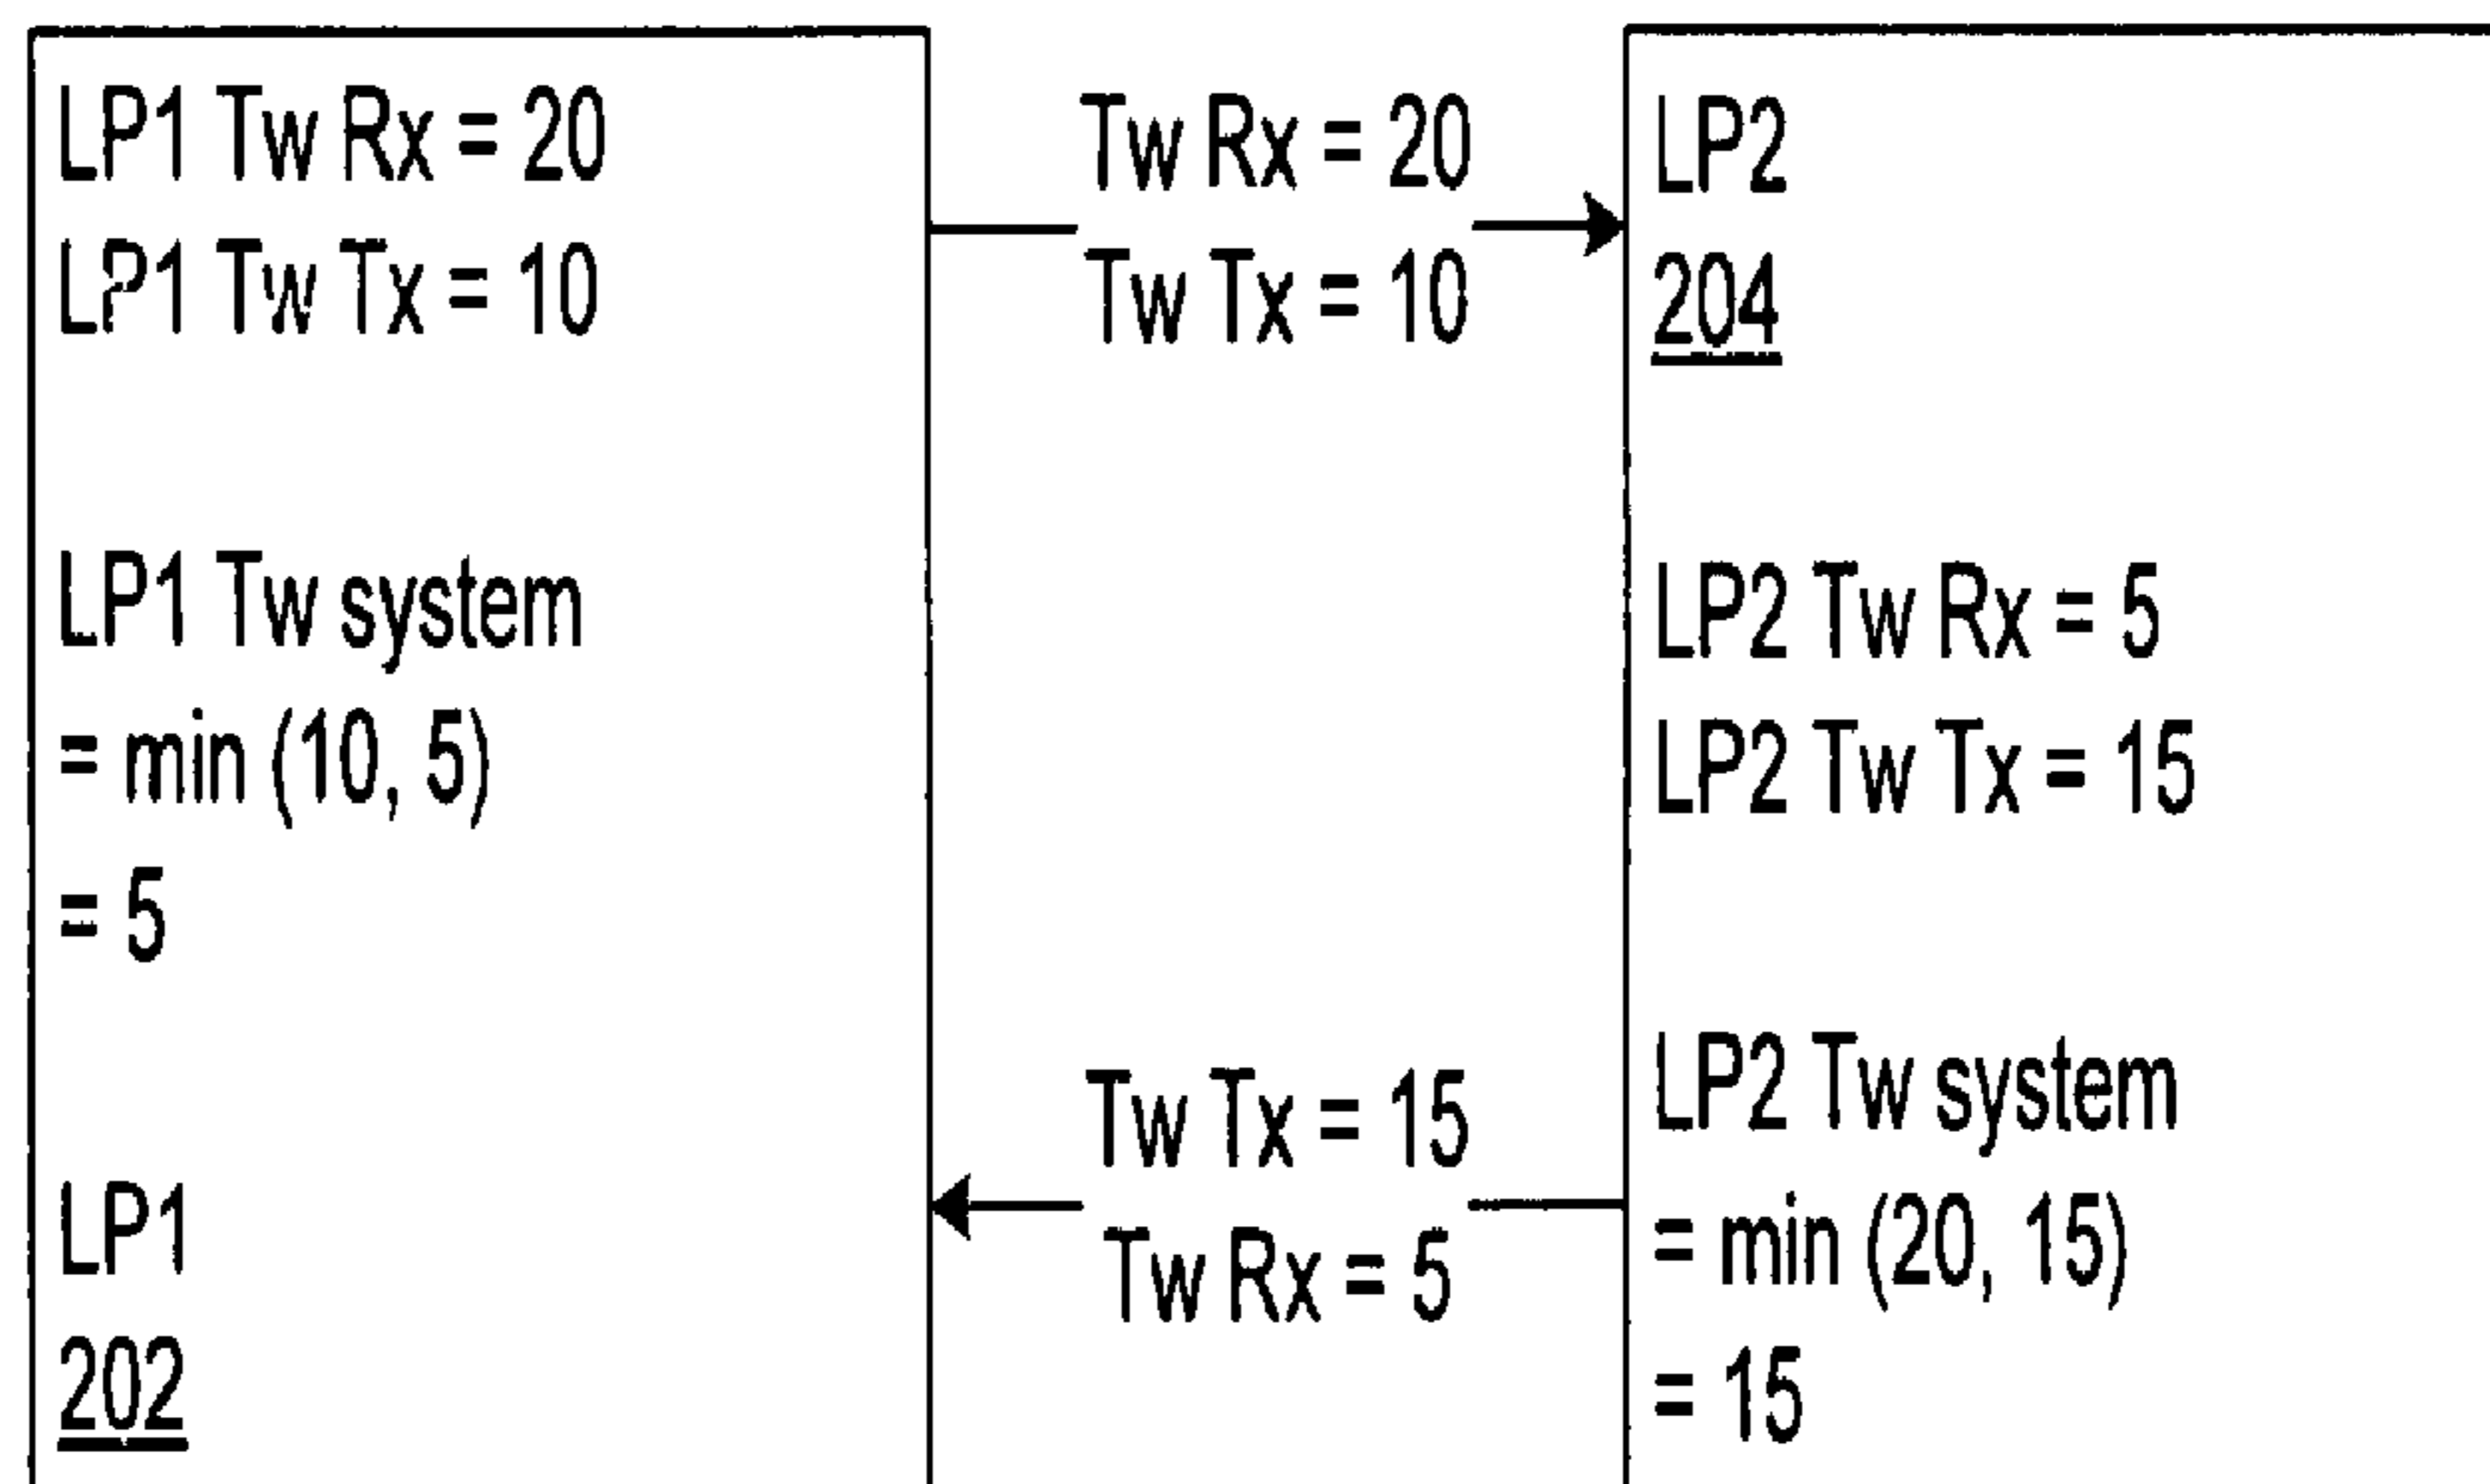 LP1 Tw Rx = 20
LP1 Tw Tx = 10
LP1 Tw system
= min (10, 5)
= 5
LP1
202
Tw Rx = 20
Tw Tx = 10
Tw Tx = 15
Tw Rx = 5
LP2
204
LP2 Tw Rx = 5
LP2 Tw Tx = 15
LP2 Tw system
= min (20, 15)
= 15